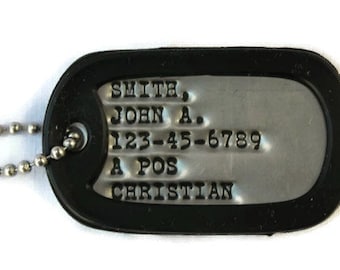 SMITH,
JOHN A.
123-45-6789
A POS
CHRISTIAN